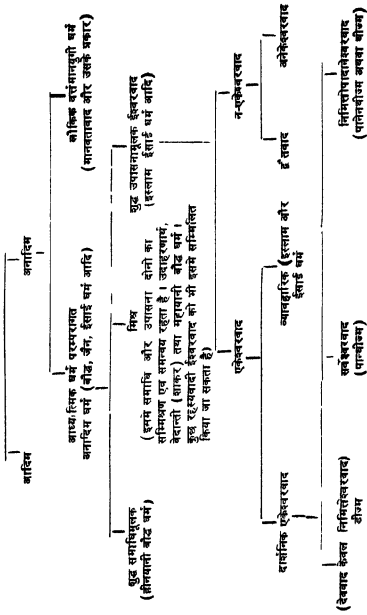 आदिम
अनादिम
आध्यात्मिक धर्म परम्परागत
अनादिम धर्म (बौद्ध, जैन, ईसाई धर्म आदि)
लौकिक वर्त्तमानयुगी धर्म
(मानवतावाद और उसके प्रकार)
शुद्ध समाधिमूलक
(हीनयानी बौद्ध धर्म)
मिश्र
(इसमें समाधि और उपासना दोनों का
सम्मिश्रण एवं समन्वय रहता है । उदाहरणार्थ,
वेदान्ती (शांकर) तथा महायानी बौद्ध धर्म ।
कुछ रहस्यवादी ईश्वरवाद को भी इसमें सम्मिलित
किया जा सकता है)
शुद्ध उपासनामूलक ईश्वरवाद
(इस्लाम ईसाई धर्म आदि)
एकेश्वरवाद
न-एकेश्वरवाद
दार्शनिक एकेश्वरवाद
व्यावहारिक (इस्लाम और
ईसाई धर्म
द्वैतवाद
अनेकेश्वरवाद
(देववाद केवल निमित्तेश्वरवाद)
डीज्म
सर्वेश्वरवाद
(पान्थीज्म)
निमित्तोपादानेश्वरवाद
(पानेनथीज्म अथवा थीज्म)